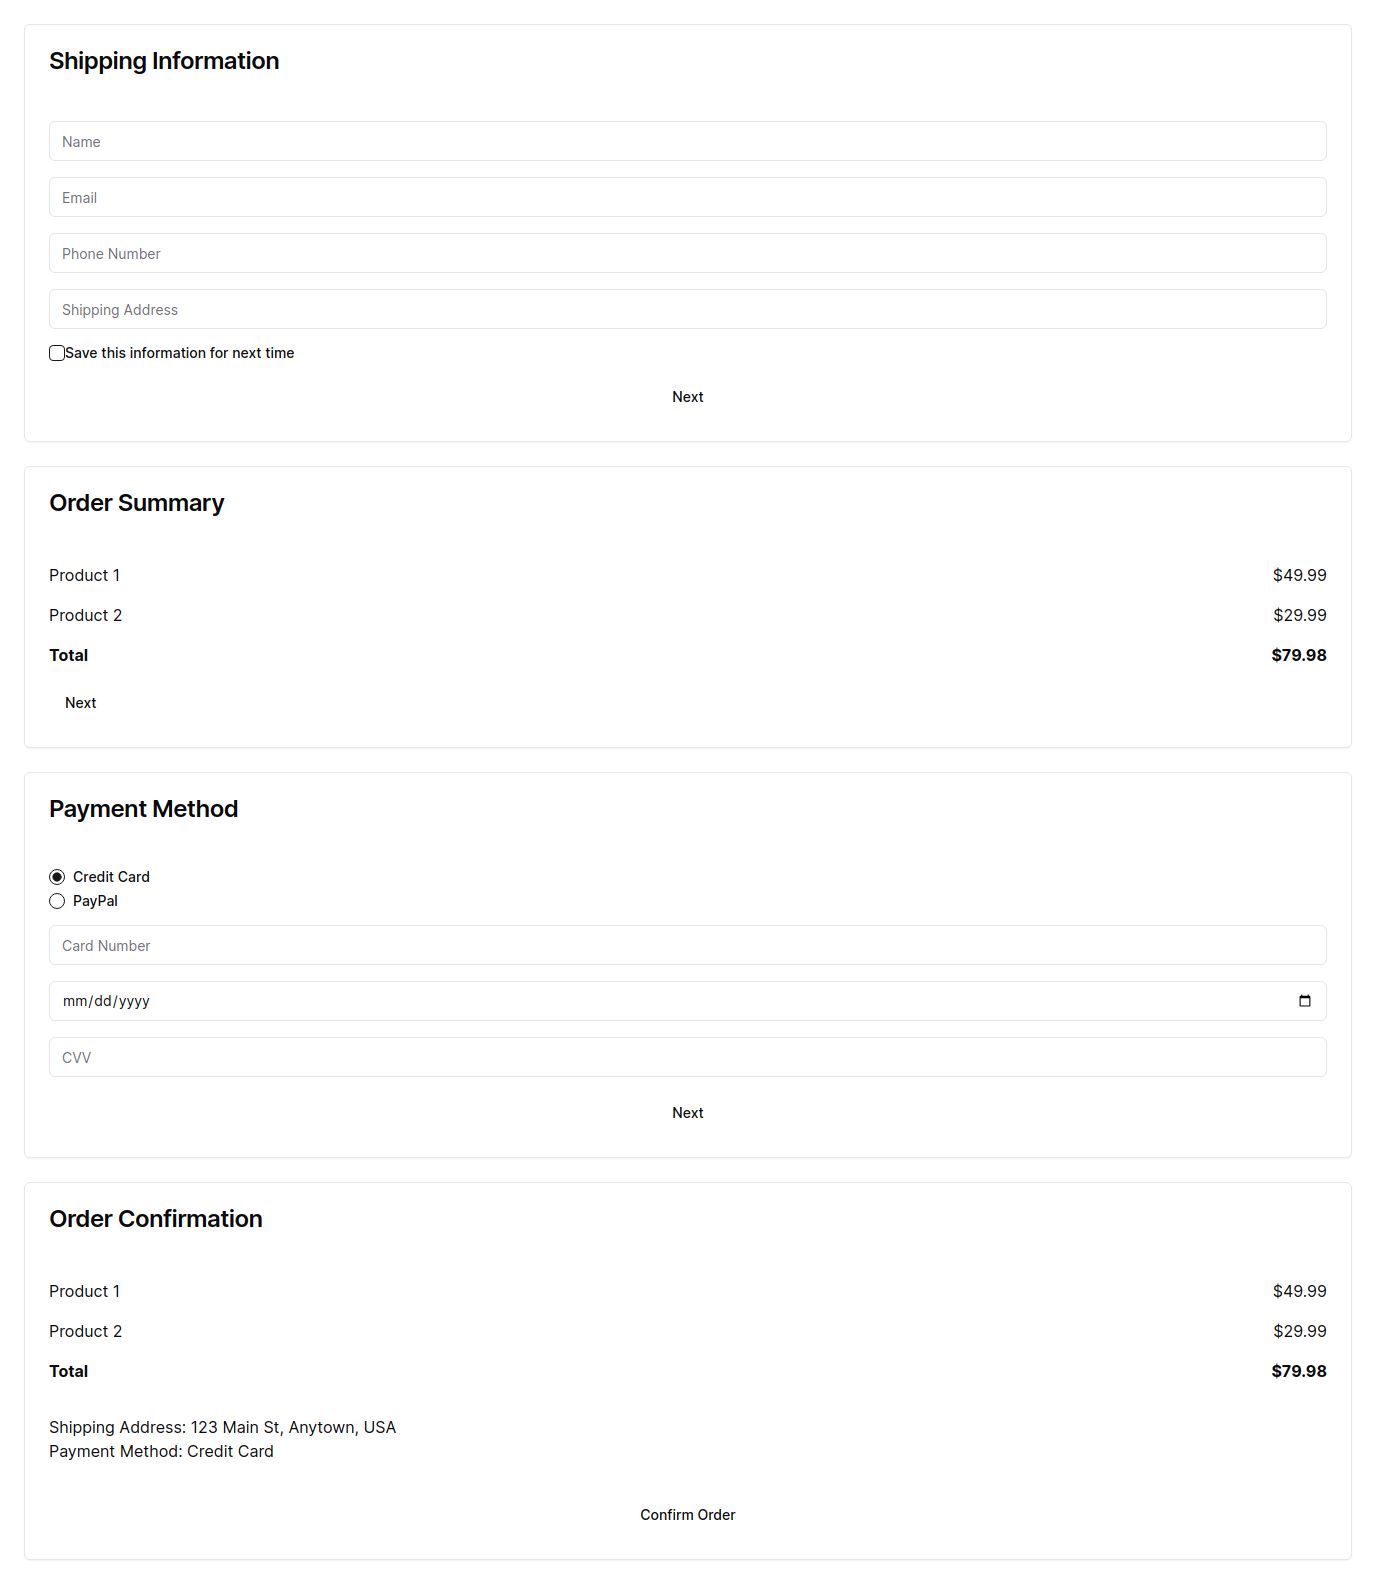 Shipping Information
Name
Email
Phone Number
Shipping Address
Save this information for next time
Next
Order Summary
Product 1 $49.99
Product 2 $29.99
Total $79.98
Next
Payment Method
Credit Card
PayPal
Card Number
mm/dd/yyyy
CVV
Next
Order Confirmation
Product 1 $49.99
Product 2 $29.99
Total $79.98
Shipping Address: 123 Main St, Anytown, USA
Payment Method: Credit Card
Confirm Order